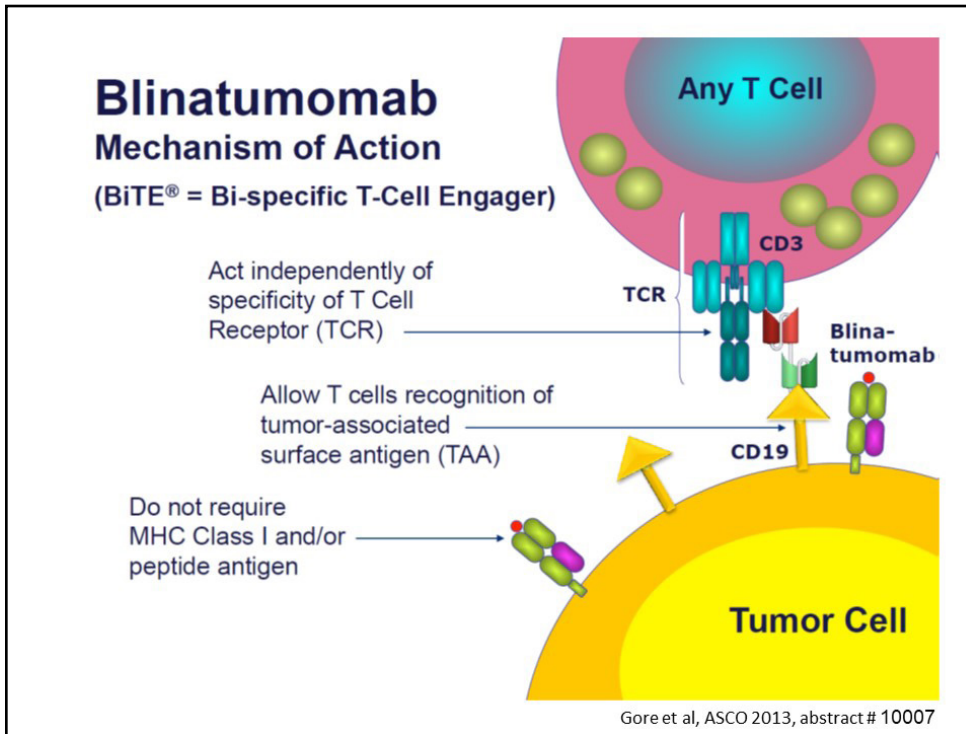 Blinatumomab
Mechanism of Action
(BiTE® = Bi-specific T-Cell Engager)
Any T Cell
CD3
TCR
Act independently of
specificity of T Cell
Receptor (TCR)
Blina-
tumomab
Allow T cells recognition of
tumor-associated
surface antigen (TAA)
CD19
Do not require
MHC Class I and/or
peptide antigen
Tumor Cell
Gore et al, ASCO 2013, abstract # 10007